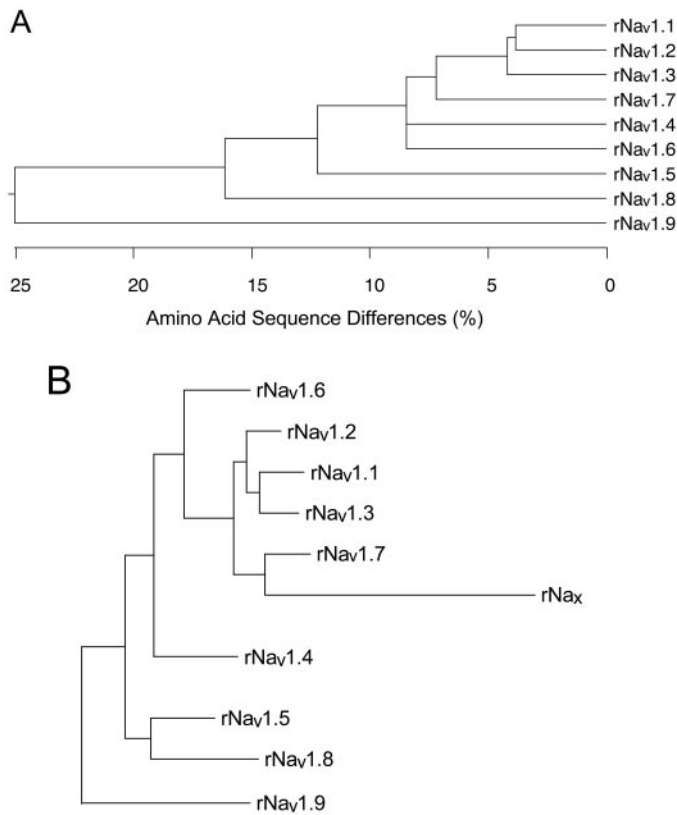 A
rNav1.1
rNav1.2
rNav1.3
rNav1.7
rNav1.4
rNav1.6
rNav1.5
rNav1.8
rNav1.9
25 20 15 10 5 0
Amino Acid Sequence Differences (%)
B
rNav1.6
rNav1.2
rNav1.1
rNav1.3
rNav1.7
rNax
rNav1.4
rNav1.5
rNav1.8
rNav1.9